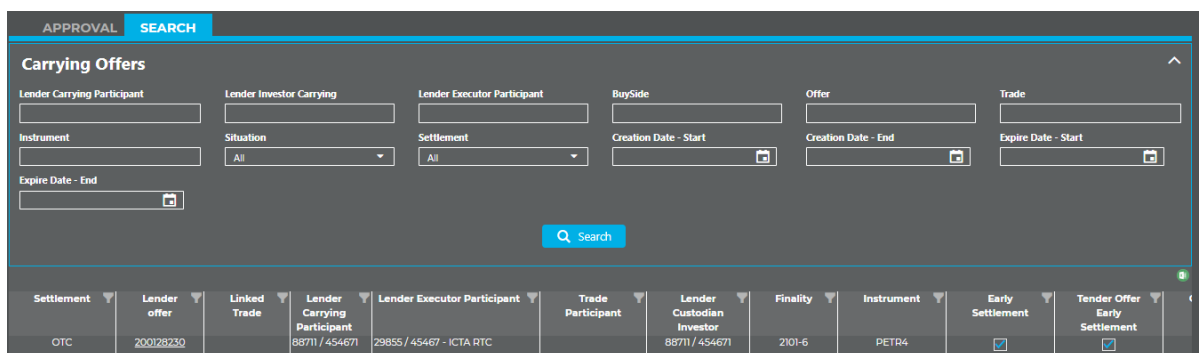 APPROVAL SEARCH
Carrying Offers
Lender Carrying Participant Lender Investor Carrying Lender Executor Participant BuySide Offer Trade
Instrument Situation Settlement Creation Date - Start Creation Date - End Expire Date - Start
All All
Expire Date - End
Search
Settlement Lender offer Linked Trade Lender Carrying Participant Lender Executor Participant Trade Participant Lender Custodian Investor Finality Instrument Early Settlement Tender Offer Early Settlement
OTC 200128230 88711 / 454671 29855 / 45467 - ICTA RTC 88711 / 454671 2101-6 PETR4